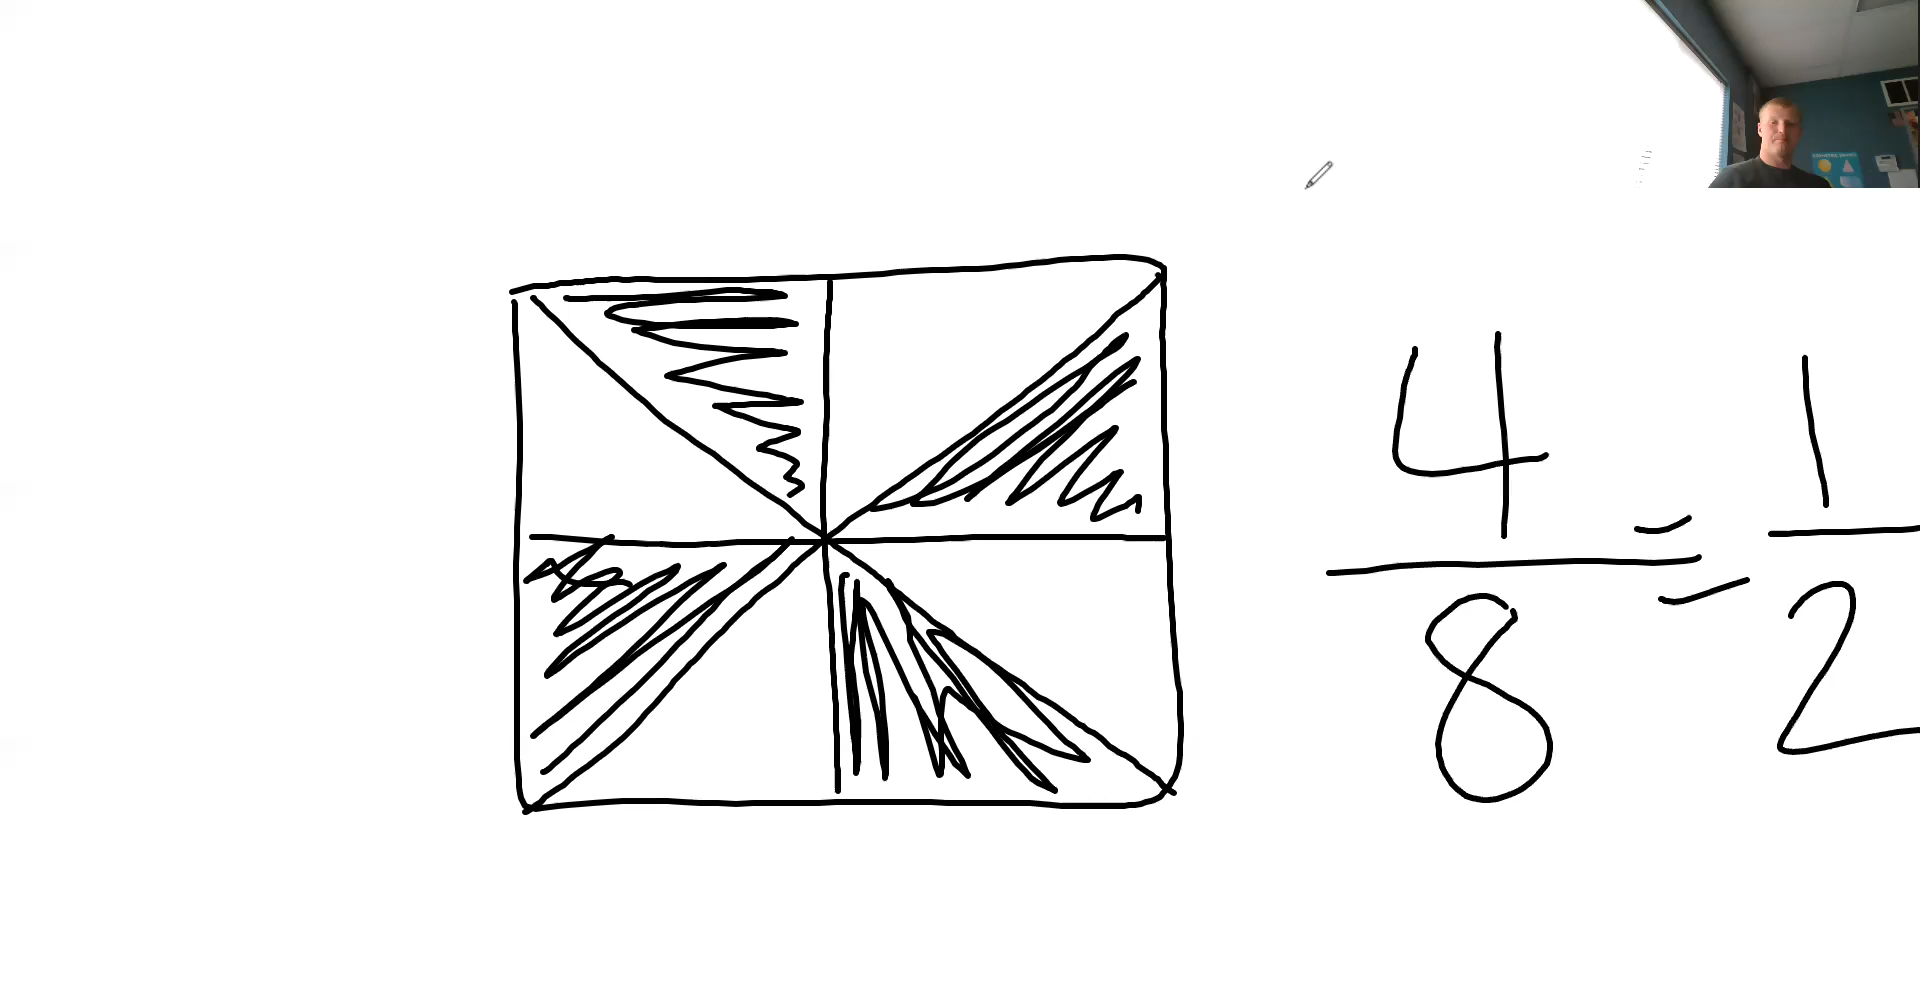 4/8 = 1/2